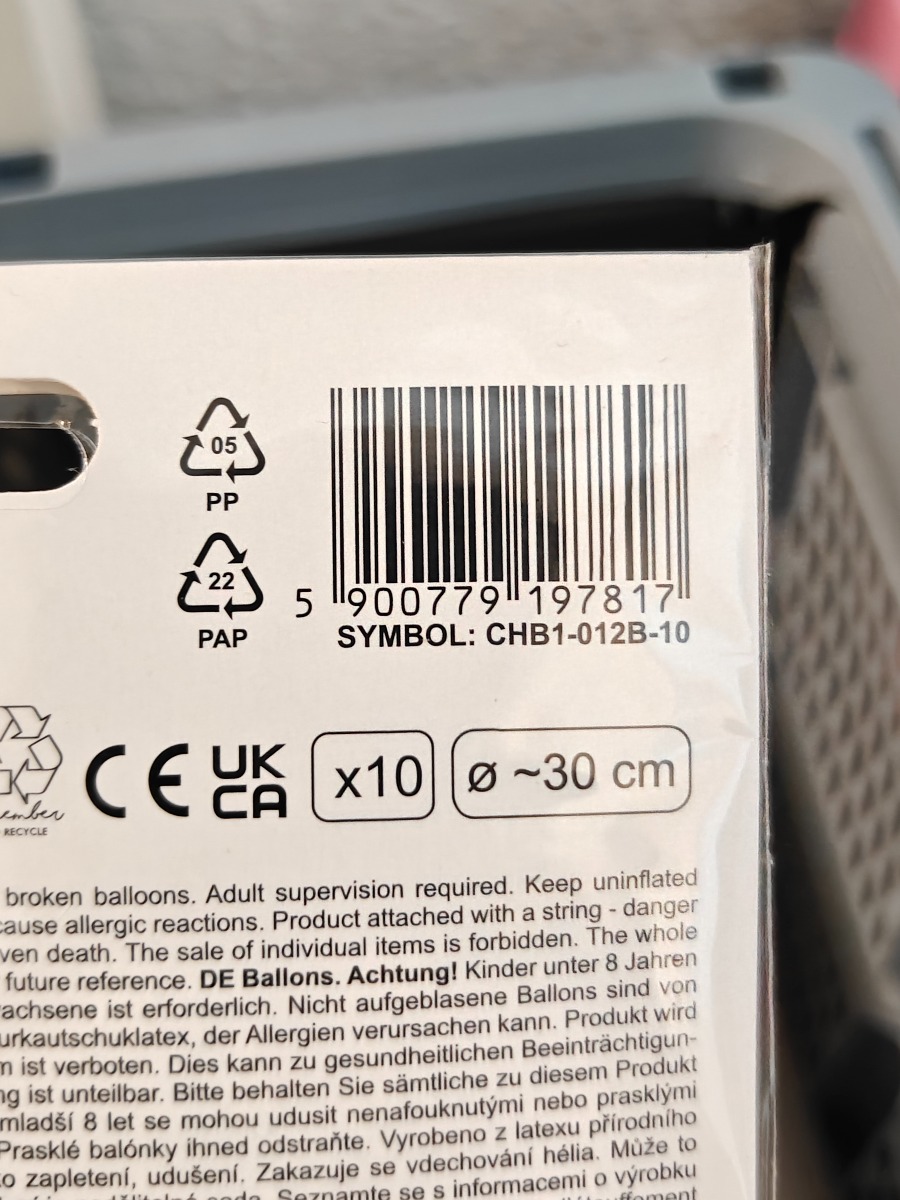 05
PP
22
PAP
5 900779 197817
SYMBOL: CHB1-012B-10
RECYCLE
CE UK CA x10 ø ~30 cm
broken balloons. Adult supervision required. Keep uninflated
cause allergic reactions. Product attached with a string - danger
ven death. The sale of individual items is forbidden. The whole
future reference. DE Ballons. Achtung! Kinder unter 8 Jahren
achsene ist erforderlich. Nicht aufgeblasene Ballons sind von
urkautschuklatex, der Allergien verursachen kann. Produkt wird
m ist verboten. Dies kann zu gesundheitlichen Beeinträchtigun-
ng ist unteilbar. Bitte behalten Sie sämtliche zu diesem Produkt
mladší 8 let se mohou udusit nenafouknutými nebo prasklými
Prasklé balónky ihned odstraňte. Vyrobeno z latexu přírodního
o zapletení, udušení. Zakazuje se vdechování hélia. Může to
Seznamte se s informacemi o výrobku